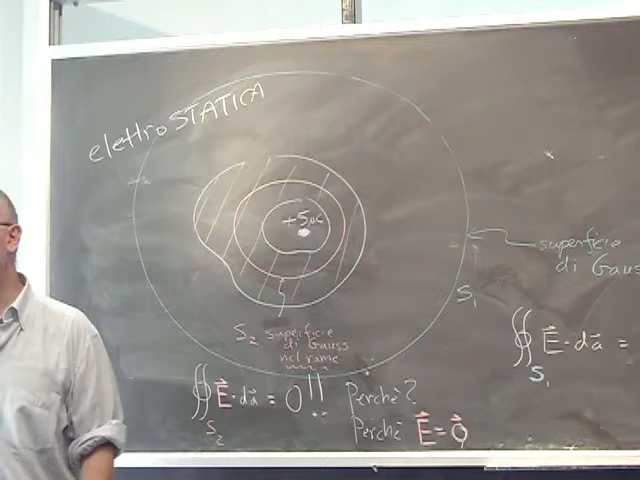 elettroSTATICA
+5μC
superficie
di Gauss
S₁
S₂ superficie
di Gauss
nel rame
∯ E⃗ · da⃗ =
S₁
∯ E⃗ · da⃗ = 0!! Perchè?
S₂
Perchè E⃗ = 0⃗